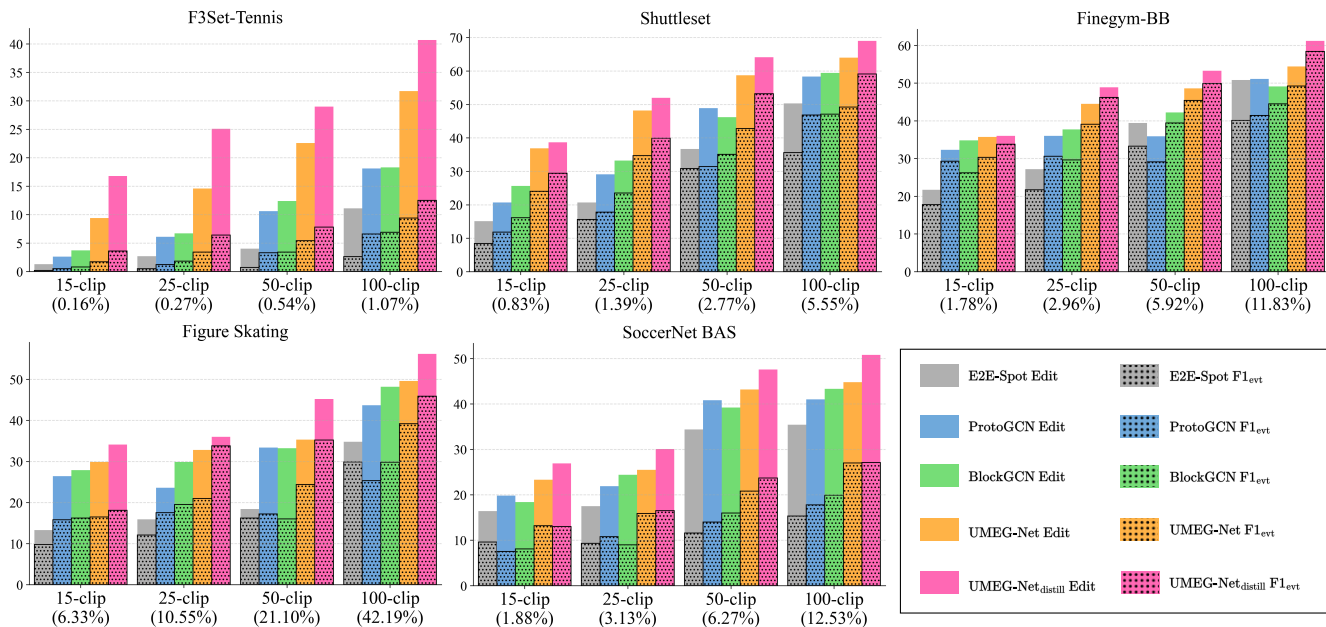 F3Set-Tennis
40
35
30
25
20
15
10
5
0
15-clip
(0.16%)
25-clip
(0.27%)
50-clip
(0.54%)
100-clip
(1.07%)
Shuttleset
70
60
50
40
30
20
10
0
15-clip
(0.83%)
25-clip
(1.39%)
50-clip
(2.77%)
100-clip
(5.55%)
Finegym-BB
60
50
40
30
20
10
0
15-clip
(1.78%)
25-clip
(2.96%)
50-clip
(5.92%)
100-clip
(11.83%)
Figure Skating
50
40
30
20
10
0
15-clip
(6.33%)
25-clip
(10.55%)
50-clip
(21.10%)
100-clip
(42.19%)
SoccerNet BAS
50
40
30
20
10
0
15-clip
(1.88%)
25-clip
(3.13%)
50-clip
(6.27%)
100-clip
(12.53%)
E2E-Spot Edit
E2E-Spot F1evt
ProtoGCN Edit
ProtoGCN F1evt
BlockGCN Edit
BlockGCN F1evt
UMEG-Net Edit
UMEG-Net F1evt
UMEG-Netdistill Edit
UMEG-Netdistill F1evt